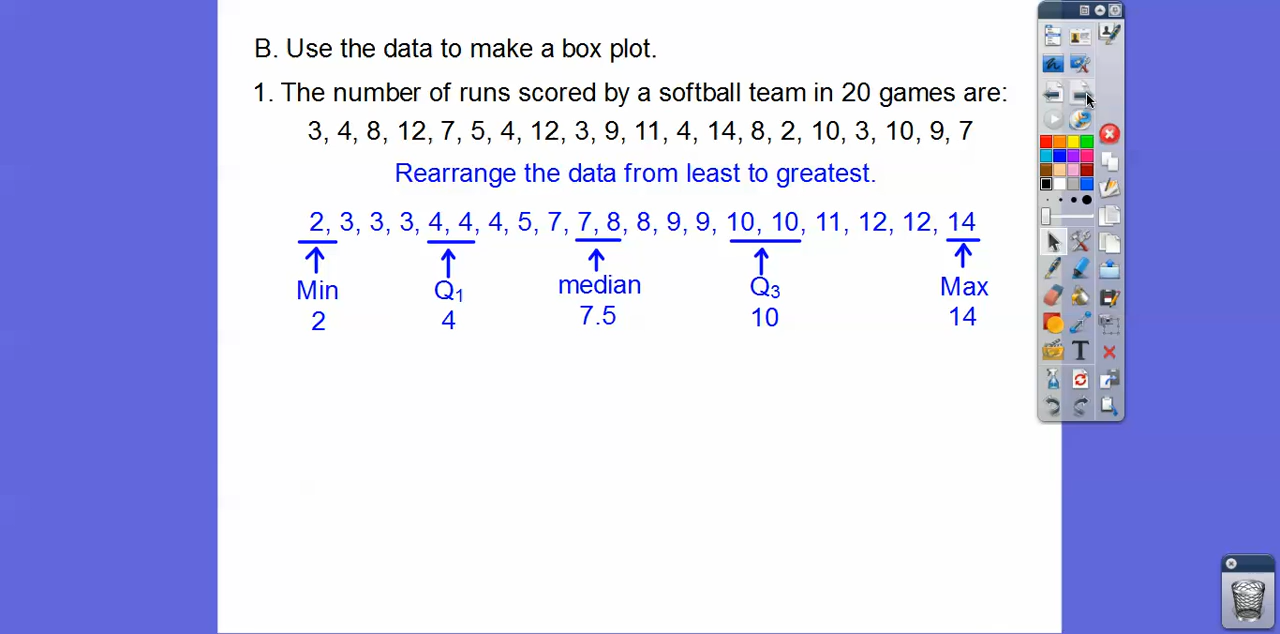 B. Use the data to make a box plot.
1. The number of runs scored by a softball team in 20 games are:
3, 4, 8, 12, 7, 5, 4, 12, 3, 9, 11, 4, 14, 8, 2, 10, 3, 10, 9, 7
Rearrange the data from least to greatest.
2, 3, 3, 3, 4, 4, 4, 5, 7, 7, 8, 8, 9, 9, 10, 10, 11, 12, 12, 14
Min Q₁ median Q₃ Max
2 4 7.5 10 14
T